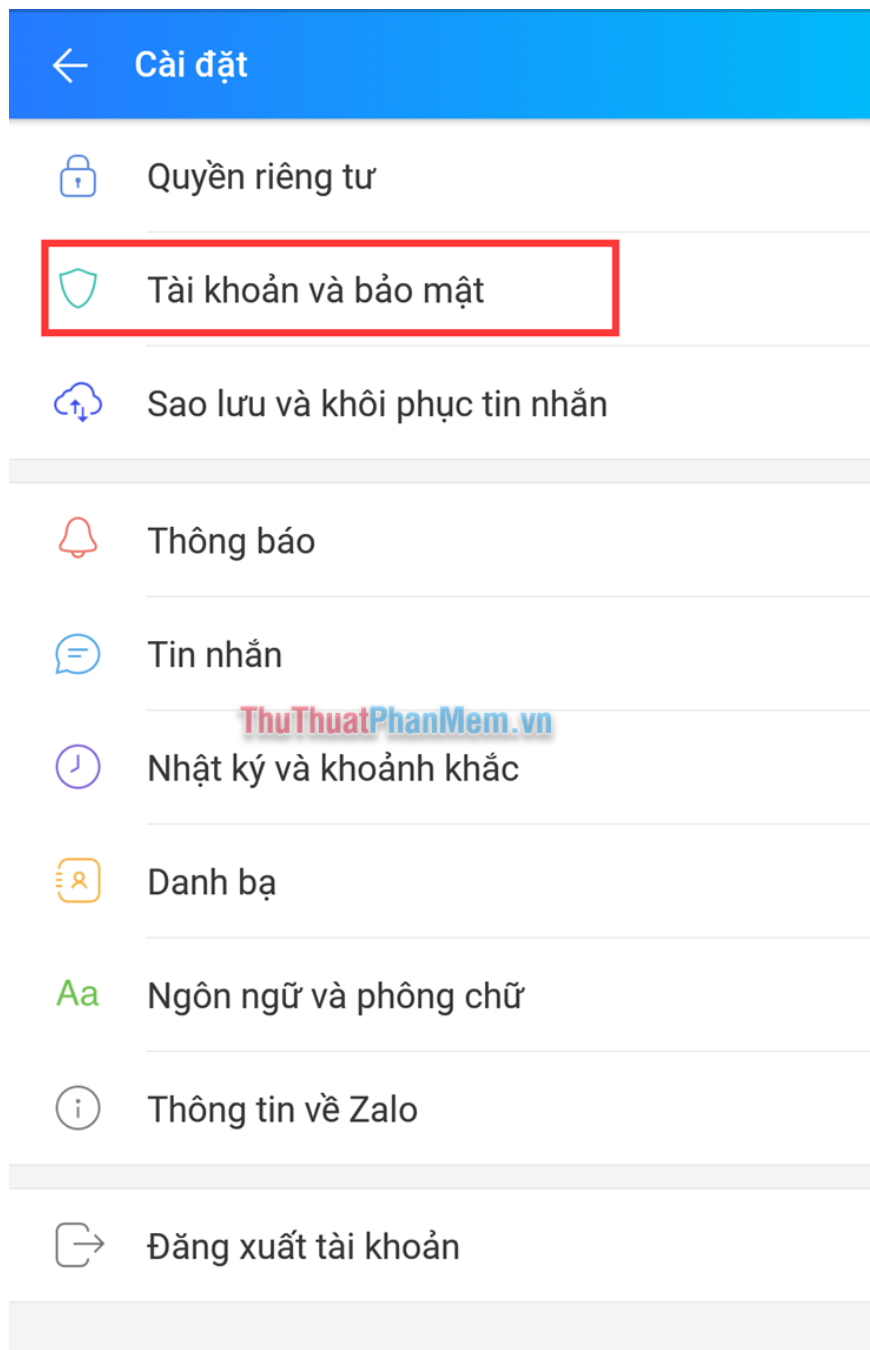 Cài đặt
Quyền riêng tư
Tài khoản và bảo mật
Sao lưu và khôi phục tin nhắn
Thông báo
Tin nhắn
ThuThuatPhanMem.vn
Nhật ký và khoảnh khắc
Danh bạ
Aa Ngôn ngữ và phông chữ
Thông tin về Zalo
Đăng xuất tài khoản